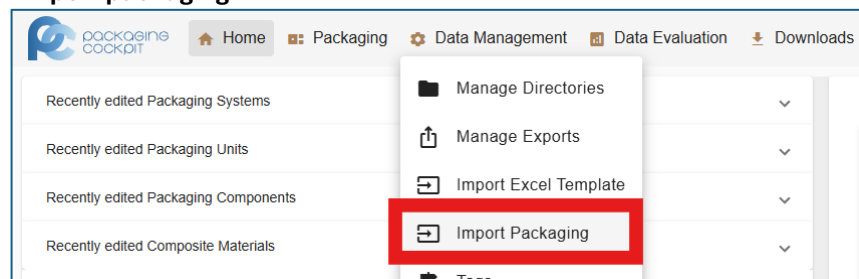 PACKAGING COCKPIT
Home
Packaging
Data Management
Data Evaluation
Downloads
Recently edited Packaging Systems
Manage Directories
Recently edited Packaging Units
Manage Exports
Import Excel Template
Recently edited Packaging Components
Import Packaging
Recently edited Composite Materials